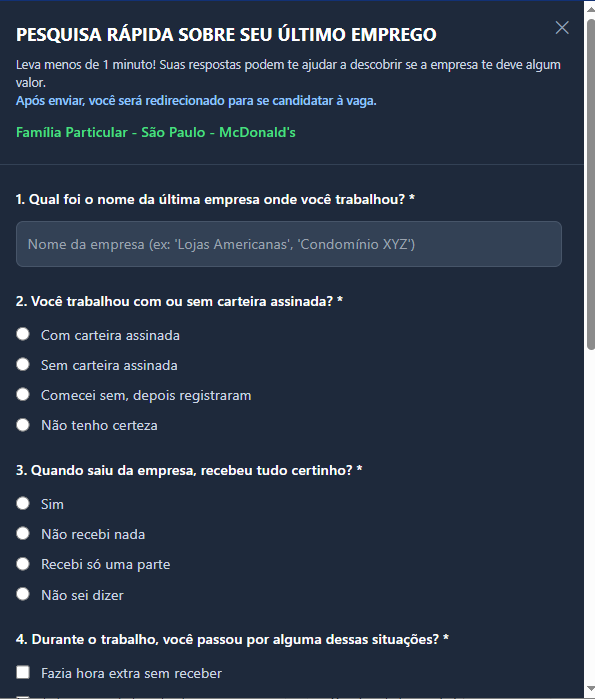 PESQUISA RÁPIDA SOBRE SEU ÚLTIMO EMPREGO
Leva menos de 1 minuto! Suas respostas podem te ajudar a descobrir se a empresa te deve algum
valor.
Após enviar, você será redirecionado para se candidatar à vaga.
Família Particular - São Paulo - McDonald's
1. Qual foi o nome da última empresa onde você trabalhou? *
Nome da empresa (ex: 'Lojas Americanas', 'Condomínio XYZ')
2. Você trabalhou com ou sem carteira assinada? *
Com carteira assinada
Sem carteira assinada
Comecei sem, depois registraram
Não tenho certeza
3. Quando saiu da empresa, recebeu tudo certinho? *
Sim
Não recebi nada
Recebi só uma parte
Não sei dizer
4. Durante o trabalho, você passou por alguma dessas situações? *
Fazia hora extra sem receber